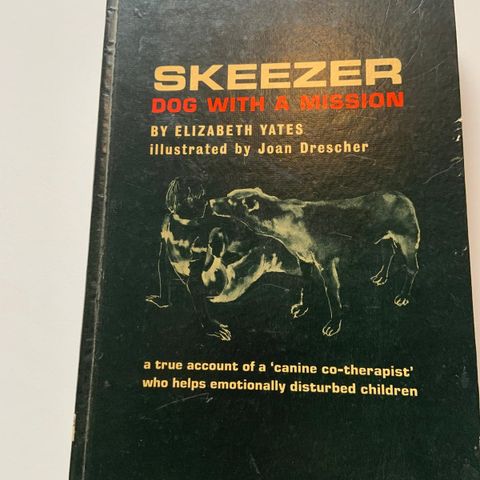 SKEEZER
DOG WITH A MISSION
BY ELIZABETH YATES
illustrated by Joan Drescher
a true account of a ‘canine co-therapist’
who helps emotionally disturbed children